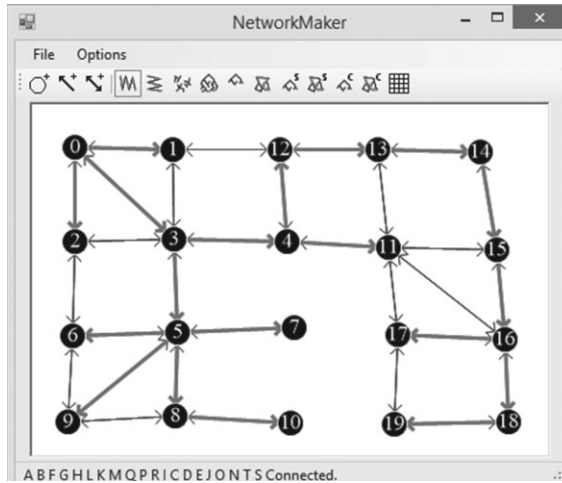 NetworkMaker
File Options
0 1 12 13 14
2 3 4 11 15
6 5 7 17 16
9 8 10 19 18
A B F G H L K M Q P R I C D E J O N T S Connected.